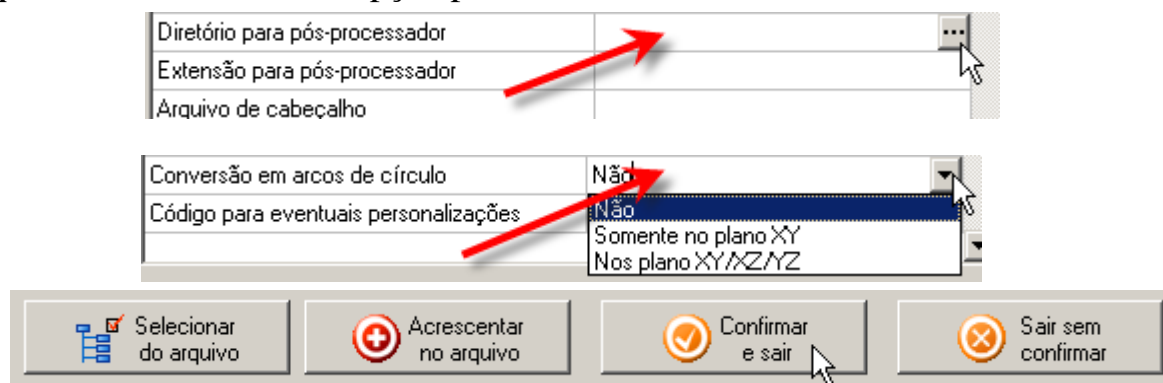 Diretório para pós-processador
...
Extensão para pós-processador
Arquivo de cabeçalho
Conversão em arcos de círculo Não
Código para eventuais personalizações Não
Somente no plano XY
Nos plano XY/XZ/YZ
Selecionar do arquivo
Acrescentar no arquivo
Confirmar e sair
Sair sem confirmar